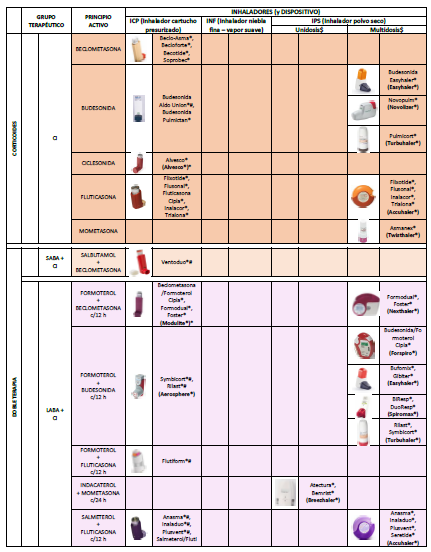 INHALADORES (y DISPOSITIVO)
GRUPO TERAPÉUTICO
PRINCIPIO ACTIVO
ICP (Inhalador cartucho presurizado)
INF (Inhalador niebla fina – vapor suave)
IPS (Inhalador polvo seco)
Unidosis$
Multidosis$
CORTICOIDES
CI
BECLOMETASONA
Beclo-Asma*,
Becloforte*,
Becotide*,
Soprobec*
BUDESONIDA
Budesonida
Aldo Union*#,
Budesonida
Pulmictan*
Budesonida
Easyhaler*
(Easyhaler*)
Novopulm*
(Novolizer*)
Pulmicort*
(Turbuhaler*)
CICLESONIDA
Alvesco*
(Alvesco*)*
FLUTICASONA
Flixotide*,
Flusonal*,
Fluticasona
Cipla*,
Inalacor*,
Trialona*
Flixotide*,
Flusonal*,
Inalacor*,
Trialona*
(Accuhaler*)
MOMETASONA
Asmanex*
(Twisthaler*)
DOBLE TERAPIA
SABA +
CI
SALBUTAMOL
+
BECLOMETASONA
Ventoduo*#
LABA +
CI
FORMOTEROL
+
BECLOMETASONA
c/12 h
Beclometasona
/Formoterol
Cipla*,
Formodual*,
Foster*
(Modulite*)*
Formodual*,
Foster*
(Nexthaler*)
FORMOTEROL
+
BUDESONIDA
c/12 h
Symbicort*#,
Rilast*#
(Aerosphere*)
Budesonida/Fo
rmoterol
Cipla*
(Forspiro*)
Bufomix*,
Gibiter*
(Easyhaler*)
BiResp*,
DuoResp*
(Spiromax*)
Rilast*,
Symbicort*
(Turbuhaler*)
FORMOTEROL
+
FLUTICASONA
c/12 h
Flutiform*#
INDACATEROL
+ MOMETASONA
c/24 h
Atectura*,
Bemrist*
(Breezhaler*)
SALMETEROL
+
FLUTICASONA
c/12 h
Anasma*#,
Inaladuo*#,
Plusvent*#,
Salmeterol/Fluti
Anasma*,
Inaladuo*,
Plusvent*,
Seretide*
(Accuhaler*)